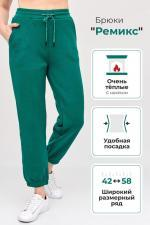 Брюки
"Ремикс"
Очень
тёплые
С начёсом
Удобная
посадка
42↔58
Широкий
размерный
ряд